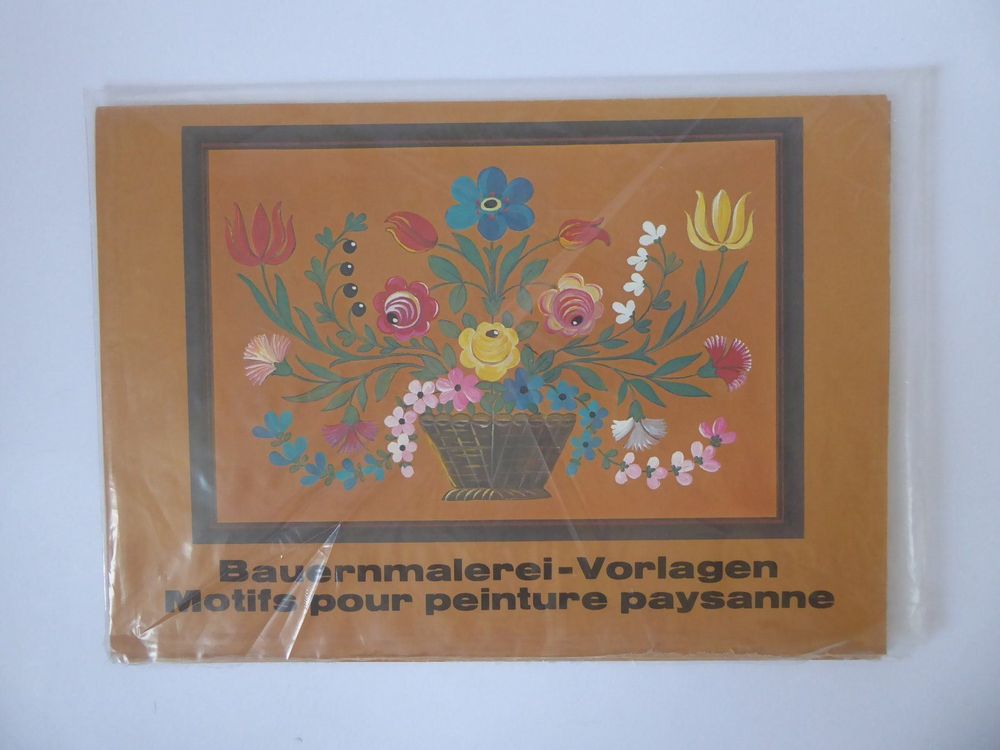 Bauernmalerei-Vorlagen
Motifs pour peinture paysanne